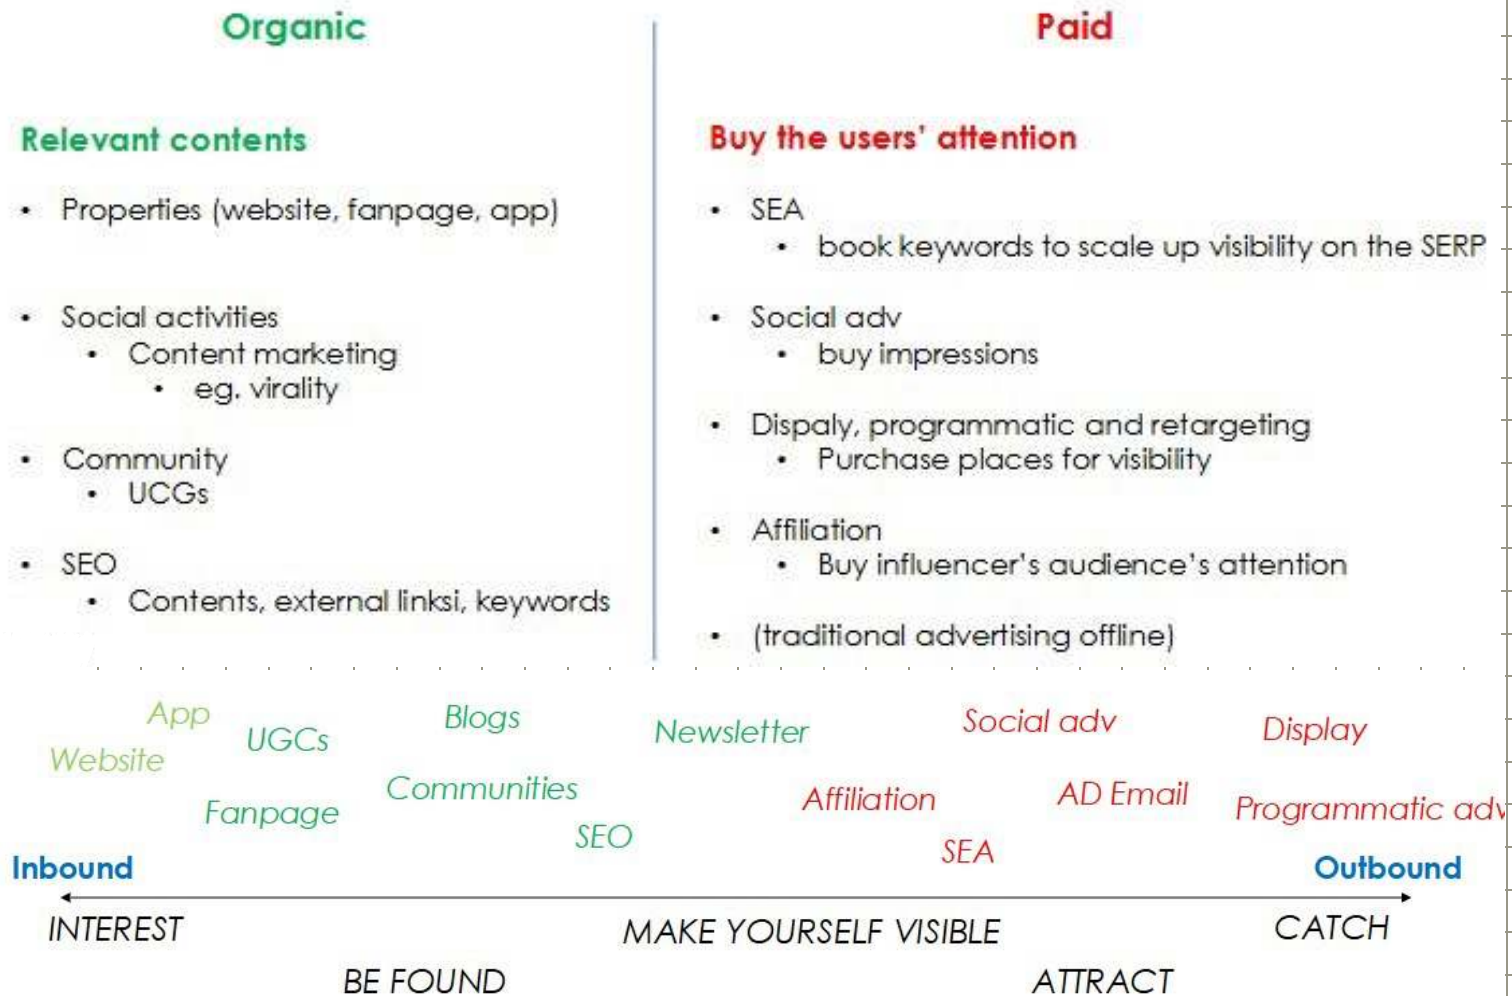 Organic
Relevant contents
• Properties (website, fanpage, app)
• Social activities
• Content marketing
• eg. virality
• Community
• UCGs
• SEO
• Contents, external linksi, keywords
Paid
Buy the users' attention
• SEA
• book keywords to scale up visibility on the SERP
• Social adv
• buy impressions
• Dispaly, programmatic and retargeting
• Purchase places for visibility
• Affiliation
• Buy influencer's audience's attention
• (traditional advertising offline)
App
Blogs
Social adv
Display
UGCs
Newsletter
Website
Communities
Affiliation
AD Email
Programmatic adv
Fanpage
SEO
SEA
Inbound
Outbound
INTEREST
MAKE YOURSELF VISIBLE
CATCH
BE FOUND
ATTRACT